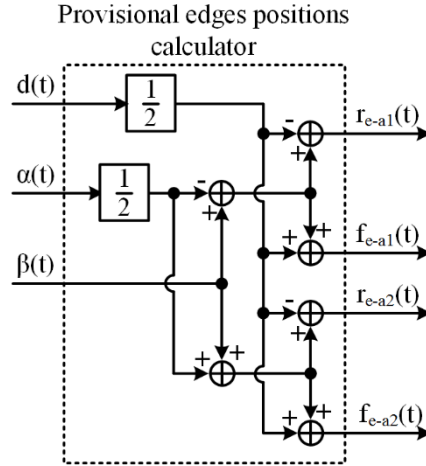 Provisional edges positions
calculator
d(t)
1
2
- 
r_e-a1(t)
+
α(t)
1
2
-
+
+
+
f_e-a1(t)
β(t)
-
r_e-a2(t)
+
+
+
+
+
f_e-a2(t)